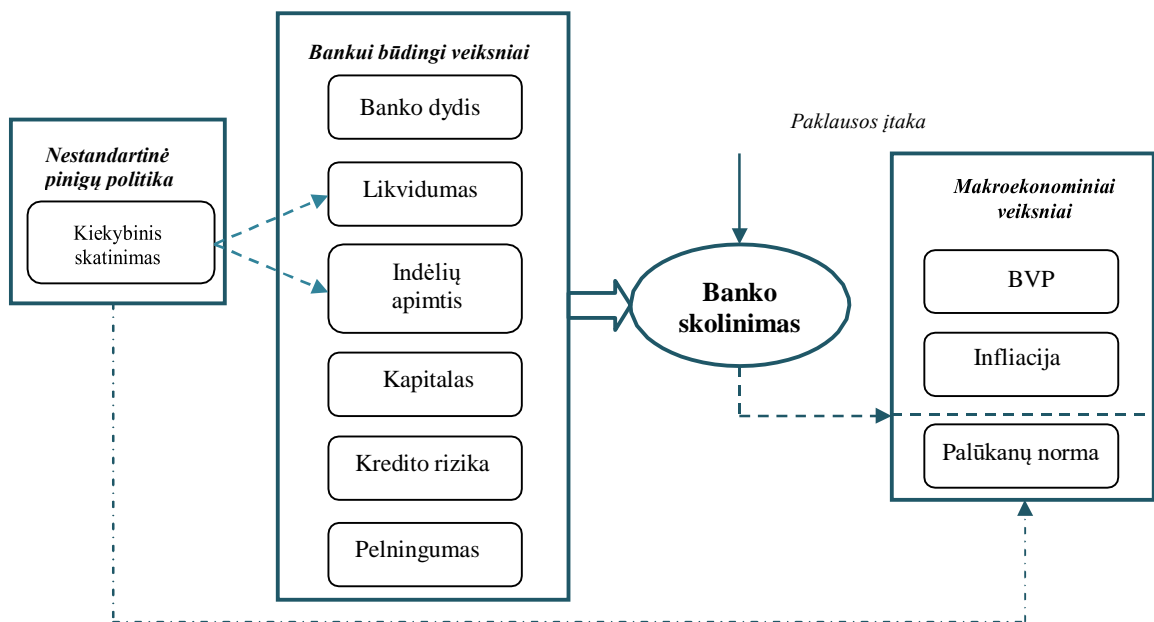 Nestandartinė
pinigų politika
Kiekybinis
skatinimas
Bankui būdingi veiksniai
Banko dydis
Likvidumas
Indėlių
apimtis
Kapitalas
Kredito rizika
Pelningumas
Paklausos įtaka
Banko
skolinimas
Makroekonominiai
veiksniai
BVP
Infliacija
Palūkanų norma